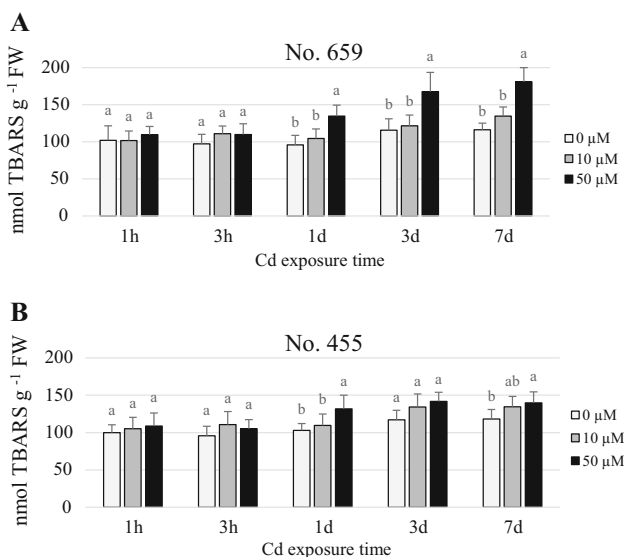 A
No. 659
nmol TBARS g -1 FW
200
150
100
50
0
a a a
a a a
b b a
b b a
b b a
1h 3h 1d 3d 7d
Cd exposure time
0 µM
10 µM
50 µM
B
No. 455
nmol TBARS g -1 FW
200
150
100
50
0
a a a
a a a
b b a
a a a
b ab a
1h 3h 1d 3d 7d
Cd exposure time
0 µM
10 µM
50 µM